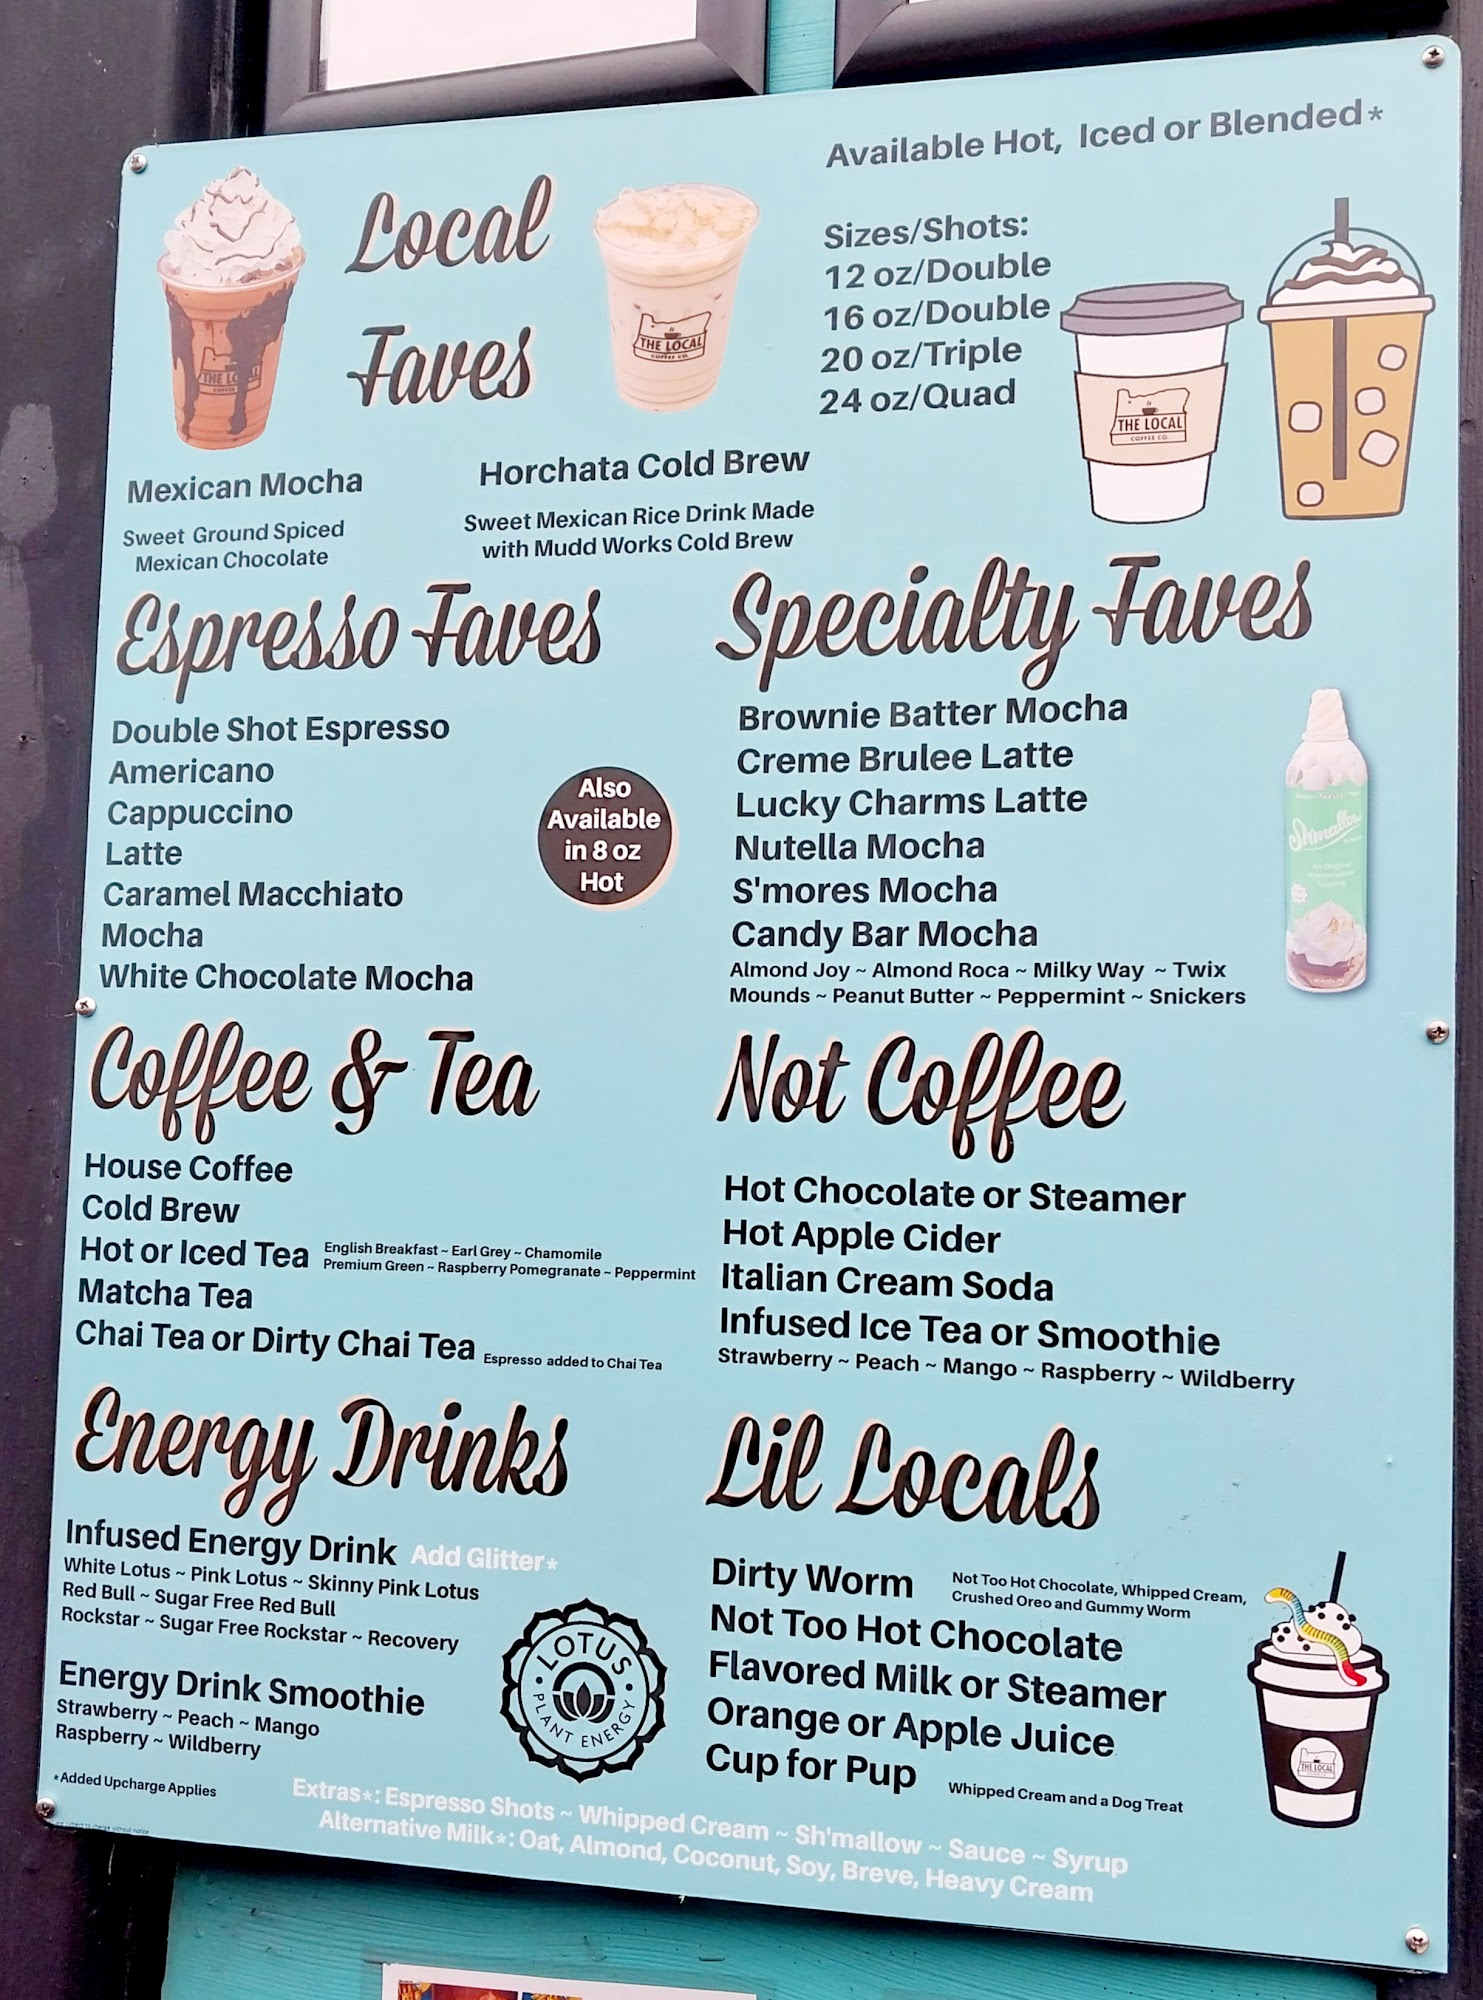 Available Hot, Iced or Blended*
Local
Faves
THE LOCAL
COFFEE CO.
Sizes/Shots:
12 oz/Double
16 oz/Double
20 oz/Triple
24 oz/Quad
THE LOCAL
COFFEE CO.
Mexican Mocha
Sweet Ground Spiced
Mexican Chocolate
Horchata Cold Brew
Sweet Mexican Rice Drink Made
with Mudd Works Cold Brew
Espresso Faves
Double Shot Espresso
Americano
Cappuccino
Latte
Caramel Macchiato
Mocha
White Chocolate Mocha
Also
Available
in 8 oz
Hot
Specialty Faves
Brownie Batter Mocha
Creme Brulee Latte
Lucky Charms Latte
Nutella Mocha
S'mores Mocha
Candy Bar Mocha
Almond Joy ~ Almond Roca ~ Milky Way ~ Twix
Mounds ~ Peanut Butter ~ Peppermint ~ Snickers
Shmallow
Coffee & Tea
House Coffee
Cold Brew
Hot or Iced Tea
English Breakfast ~ Earl Grey ~ Chamomile
Premium Green ~ Raspberry Pomegranate ~ Peppermint
Matcha Tea
Chai Tea or Dirty Chai Tea Espresso added to Chai Tea
Not Coffee
Hot Chocolate or Steamer
Hot Apple Cider
Italian Cream Soda
Infused Ice Tea or Smoothie
Strawberry ~ Peach ~ Mango ~ Raspberry ~ Wildberry
Energy Drinks
Infused Energy Drink Add Glitter*
White Lotus ~ Pink Lotus ~ Skinny Pink Lotus
Red Bull ~ Sugar Free Red Bull
Rockstar ~ Sugar Free Rockstar ~ Recovery
Energy Drink Smoothie
Strawberry ~ Peach ~ Mango
Raspberry ~ Wildberry
*Added Upcharge Applies
LOTUS
PLANT ENERGY
Lil Locals
Dirty Worm
Not Too Hot Chocolate, Whipped Cream,
Crushed Oreo and Gummy Worm
Not Too Hot Chocolate
Flavored Milk or Steamer
Orange or Apple Juice
Cup for Pup Whipped Cream and a Dog Treat
THE LOCAL
Extras*: Espresso Shots ~ Whipped Cream ~ Sh'mallow ~ Sauce ~ Syrup
Alternative Milk*: Oat, Almond, Coconut, Soy, Breve, Heavy Cream